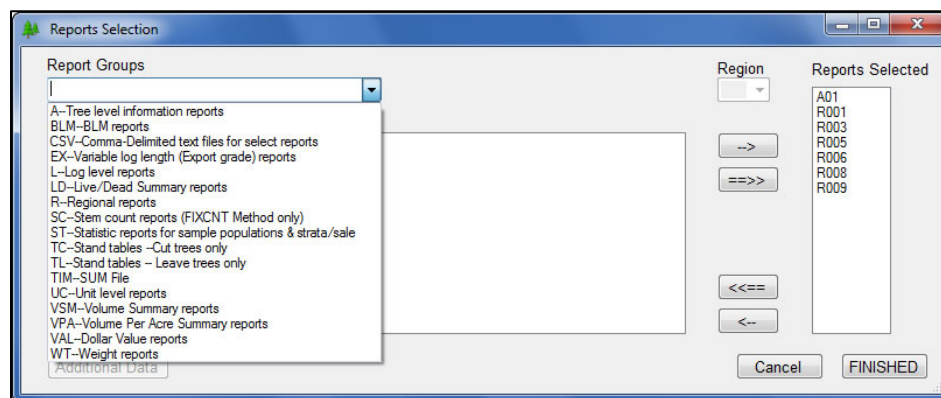 Reports Selection
Report Groups
Region
Reports Selected
A--Tree level information reports
BLM--BLM reports
CSV--Comma-Delimited text files for select reports
EX--Variable log length (Export grade) reports
L--Log level reports
LD--Live/Dead Summary reports
R--Regional reports
SC--Stem count reports (FIXCNT Method only)
ST--Statistic reports for sample populations & strata/sale
TC--Stand tables --Cut trees only
TL--Stand tables -- Leave trees only
TIM--SUM File
UC--Unit level reports
VSM--Volume Summary reports
VPA--Volume Per Acre Summary reports
VAL--Dollar Value reports
WT--Weight reports
Additional Data
-->
==>>
<<==
<--
A01
R001
R003
R005
R006
R008
R009
Cancel
FINISHED